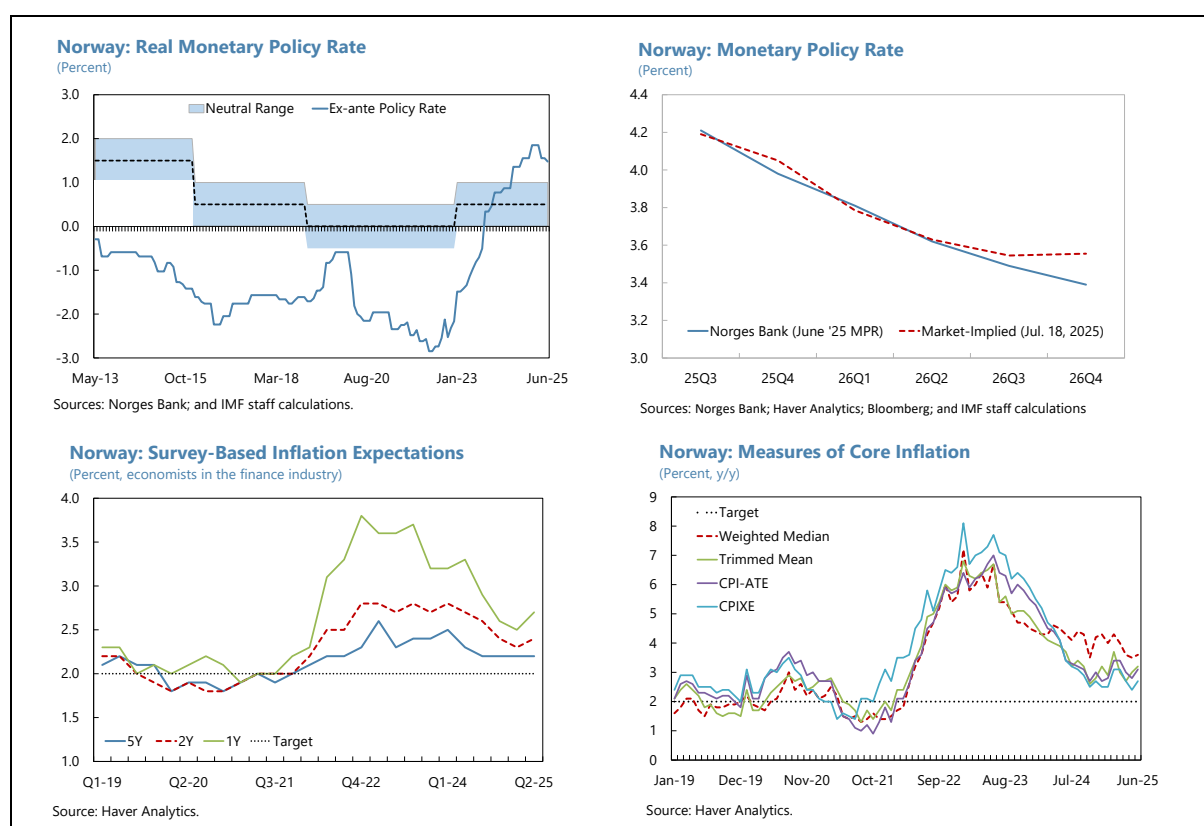 Norway: Real Monetary Policy Rate
(Percent)
3.0
2.0
1.0
0.0
-1.0
-2.0
-3.0
Neutral Range
Ex-ante Policy Rate
May-13
Oct-15
Mar-18
Aug-20
Jan-23
Jun-25
Sources: Norges Bank; and IMF staff calculations.
Norway: Monetary Policy Rate
(Percent)
4.4
4.2
4.0
3.8
3.6
3.4
3.2
3.0
Norges Bank (June '25 MPR)
Market-Implied (Jul. 18, 2025)
25Q3
25Q4
26Q1
26Q2
26Q3
26Q4
Sources: Norges Bank; Haver Analytics; Bloomberg; and IMF staff calculations
Norway: Survey-Based Inflation Expectations
(Percent, economists in the finance industry)
4.0
3.5
3.0
2.5
2.0
1.5
1.0
5Y
2Y
1Y
Target
Q1-19
Q2-20
Q3-21
Q4-22
Q1-24
Q2-25
Source: Haver Analytics.
Norway: Measures of Core Inflation
(Percent, y/y)
9
8
7
6
5
4
3
2
1
0
Target
Weighted Median
Trimmed Mean
CPI-ATE
CPIXE
Jan-19
Dec-19
Nov-20
Oct-21
Sep-22
Aug-23
Jul-24
Jun-25
Source: Haver Analytics.